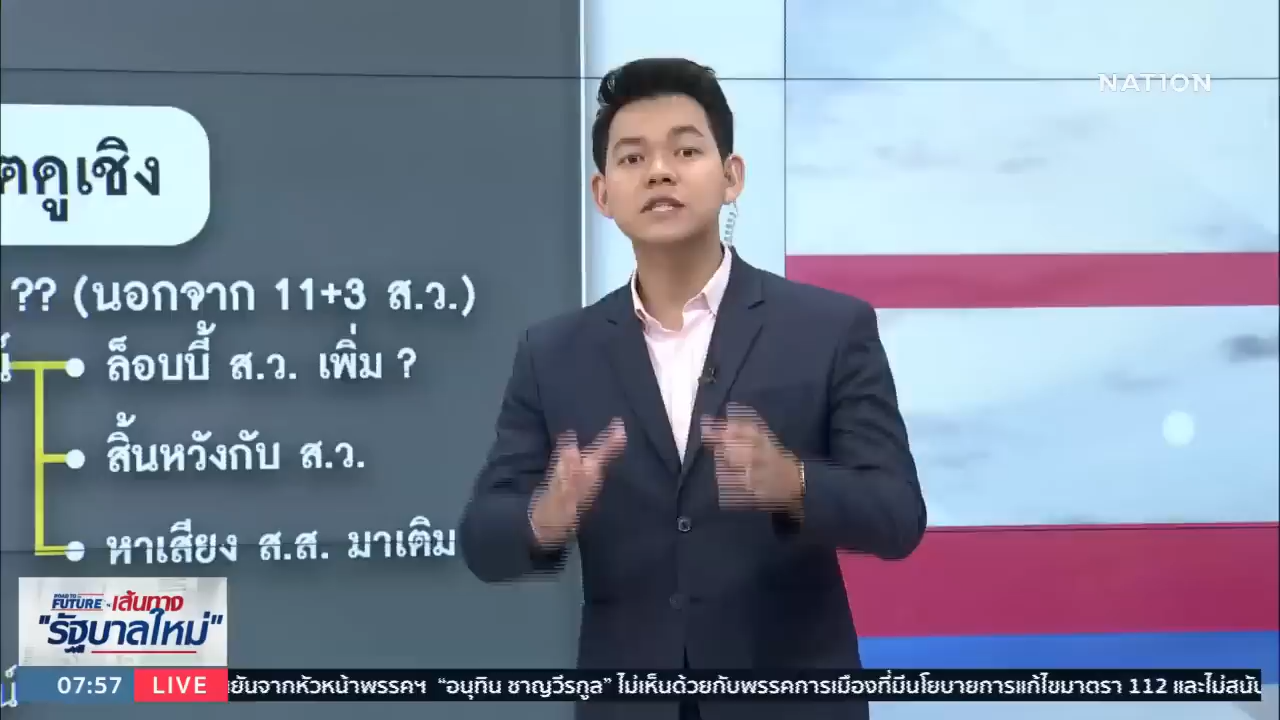 NATION
ตดูเชิง
?? (นอกจาก 11+3 ส.ว.)
ล็อบบี้ ส.ว. เพิ่ม ?
สิ้นหวังกับ ส.ว.
หาเสียง ส.ส. มาเติม
ROAD TO
FUTURE เส้นทาง
"รัฐบาลใหม่"
07:57 LIVE ยันจากหัวหน้าพรรคฯ "อนุทิน ชาญวีรกูล" ไม่เห็นด้วยกับพรรคการเมืองที่มีนโยบายการแก้ไขมาตรา 112 และไม่สนับ